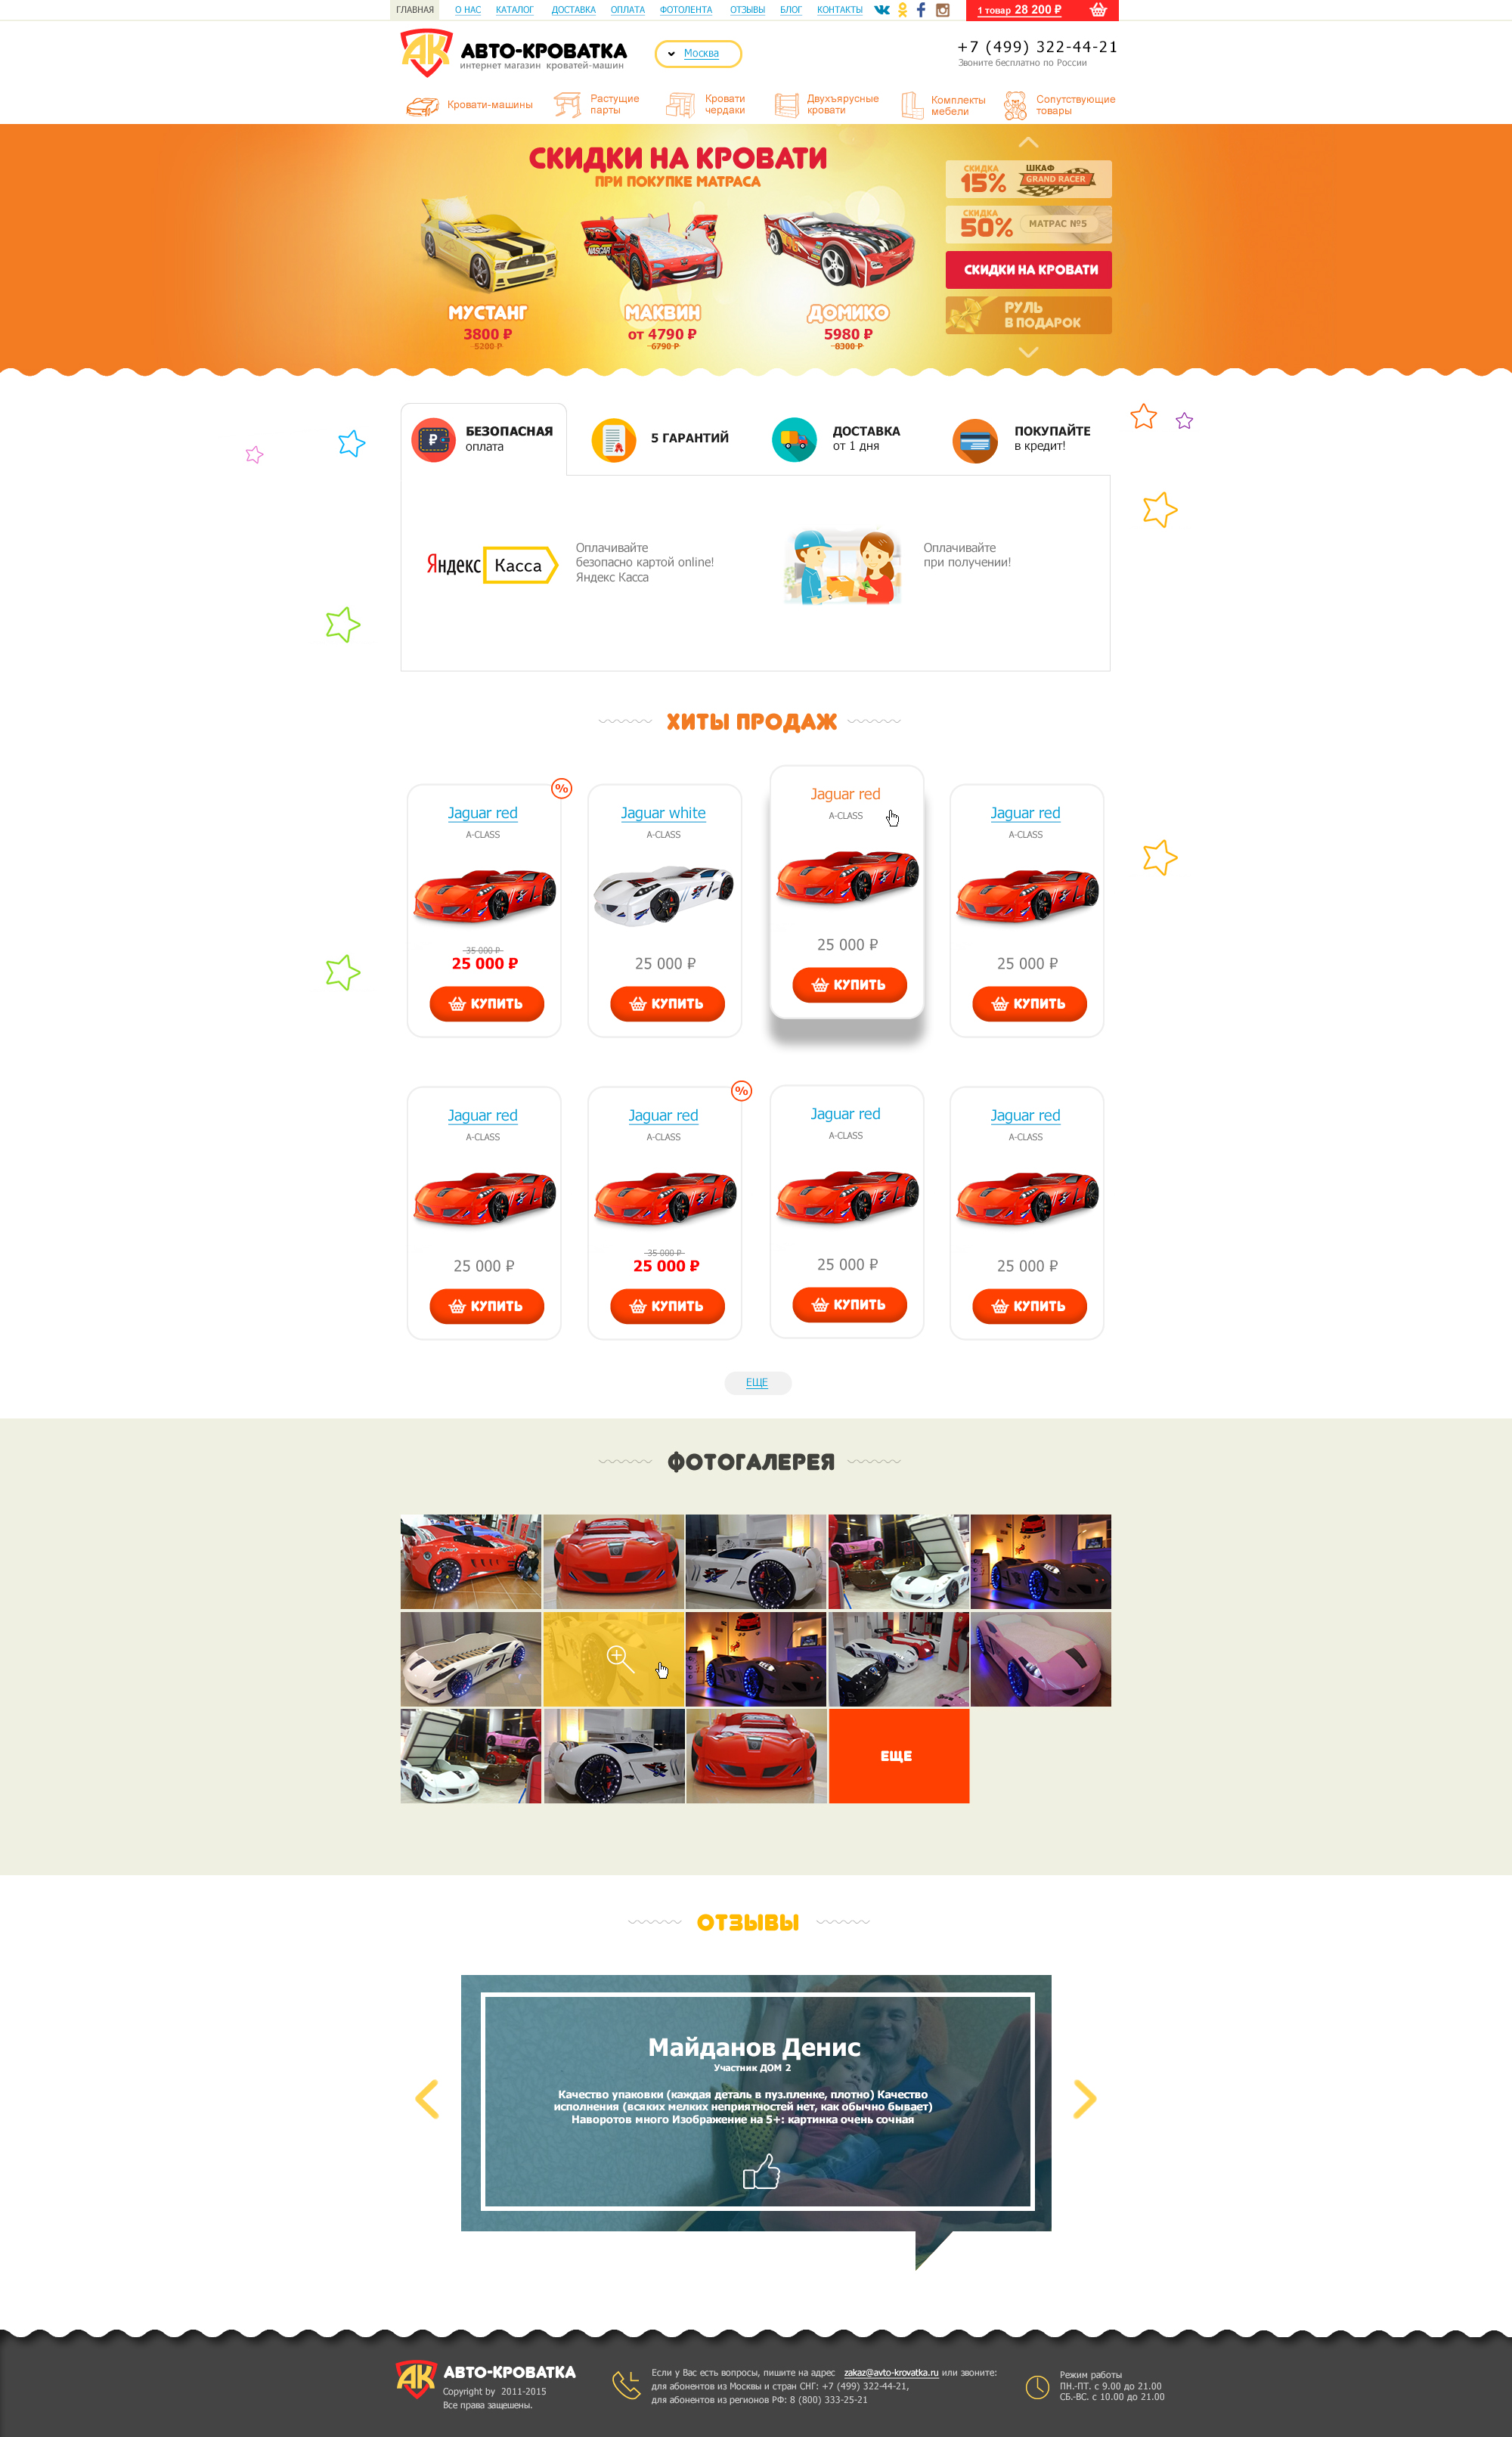 ГЛАВНАЯ О НАС КАТАЛОГ ДОСТАВКА ОПЛАТА ФОТОЛЕНТА ОТЗЫВЫ БЛОГ КОНТАКТЫ 1 товар 28 200 ₽
АК АВТО-КРОВАТКА
интернет магазин кроватей-машин
Москва
+7 (499) 322-44-21
Звоните бесплатно по России
Кровати-машины
Растущие
парты
Кровати
чердаки
Двухъярусные
кровати
Комплекты
мебели
Сопутствующие
товары
СКИДКИ НА КРОВАТИ
ПРИ ПОКУПКЕ МАТРАСА
NASCAR
МУСТАНГ
3800 ₽
5200 ₽
МАКВИН
от 4790 ₽
6790 ₽
ДОМИКО
5980 ₽
8300 ₽
СКИДКА
15%
ШКАФ
GRAND RACER
СКИДКА
50%
МАТРАС №5
СКИДКИ НА КРОВАТИ
РУЛЬ
В ПОДАРОК
БЕЗОПАСНАЯ
оплата
5 ГАРАНТИЙ
ДОСТАВКА
от 1 дня
ПОКУПАЙТЕ
в кредит!
Яндекс Касса
Оплачивайте
безопасно картой online!
Яндекс Касса
Оплачивайте
при получении!
ХИТЫ ПРОДАЖ
%
Jaguar red
A-CLASS
35 000 ₽
25 000 ₽
КУПИТЬ
Jaguar white
A-CLASS
25 000 ₽
КУПИТЬ
Jaguar red
A-CLASS
25 000 ₽
КУПИТЬ
Jaguar red
A-CLASS
25 000 ₽
КУПИТЬ
Jaguar red
A-CLASS
25 000 ₽
КУПИТЬ
%
Jaguar red
A-CLASS
35 000 ₽
25 000 ₽
КУПИТЬ
Jaguar red
A-CLASS
25 000 ₽
КУПИТЬ
Jaguar red
A-CLASS
25 000 ₽
КУПИТЬ
ЕЩЕ
ФОТОГАЛЕРЕЯ
ЕЩЕ
ОТЗЫВЫ
Майданов Денис
Участник ДОМ 2
Качество упаковки (каждая деталь в пуз.пленке, плотно) Качество
исполнения (всяких мелких неприятностей нет, как обычно бывает)
Наворотов много Изображение на 5+: картинка очень сочная
АК АВТО-КРОВАТКА
Copyright by 2011-2015
Все права защешены.
Если у Вас есть вопросы, пишите на адрес zakaz@avto-krovatka.ru или звоните:
для абонентов из Москвы и стран СНГ: +7 (499) 322-44-21,
для абонентов из регионов РФ: 8 (800) 333-25-21
Режим работы
ПН.-ПТ. с 9.00 до 21.00
СБ.-ВС. с 10.00 до 21.00